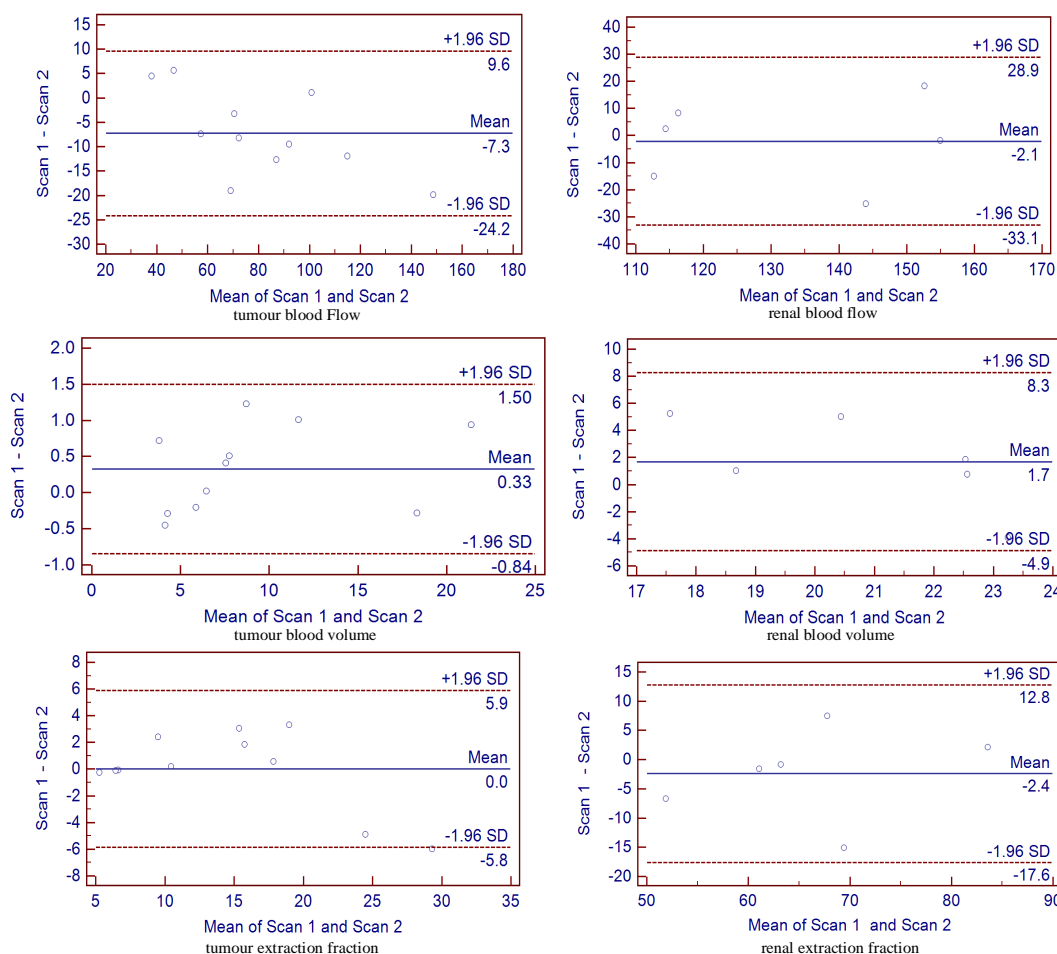 15
10
5
0
-5
-10
-15
-20
-25
-30
Scan 1 - Scan 2
+1.96 SD
9.6
Mean
-7.3
-1.96 SD
-24.2
20 40 60 80 100 120 140 160 180
Mean of Scan 1 and Scan 2
tumour blood Flow
40
30
20
10
0
-10
-20
-30
-40
Scan 1 - Scan 2
+1.96 SD
28.9
Mean
-2.1
-1.96 SD
-33.1
110 120 130 140 150 160 170
Mean of Scan 1 and Scan 2
renal blood flow
2.0
1.5
1.0
0.5
0.0
-0.5
-1.0
Scan 1 - Scan 2
+1.96 SD
1.50
Mean
0.33
-1.96 SD
-0.84
0 5 10 15 20 25
Mean of Scan 1 and Scan 2
tumour blood volume
10
8
6
4
2
0
-2
-4
-6
Scan 1 - Scan 2
+1.96 SD
8.3
Mean
1.7
-1.96 SD
-4.9
17 18 19 20 21 22 23 24
Mean of Scan 1 and Scan 2
renal blood volume
8
6
4
2
0
-2
-4
-6
-8
Scan 1 - Scan 2
+1.96 SD
5.9
Mean
0.0
-1.96 SD
-5.8
5 10 15 20 25 30 35
Mean of Scan 1 and Scan 2
tumour extraction fraction
15
10
5
0
-5
-10
-15
-20
Scan 1 - Scan 2
+1.96 SD
12.8
Mean
-2.4
-1.96 SD
-17.6
50 60 70 80 90
Mean of Scan 1 and Scan 2
renal extraction fraction